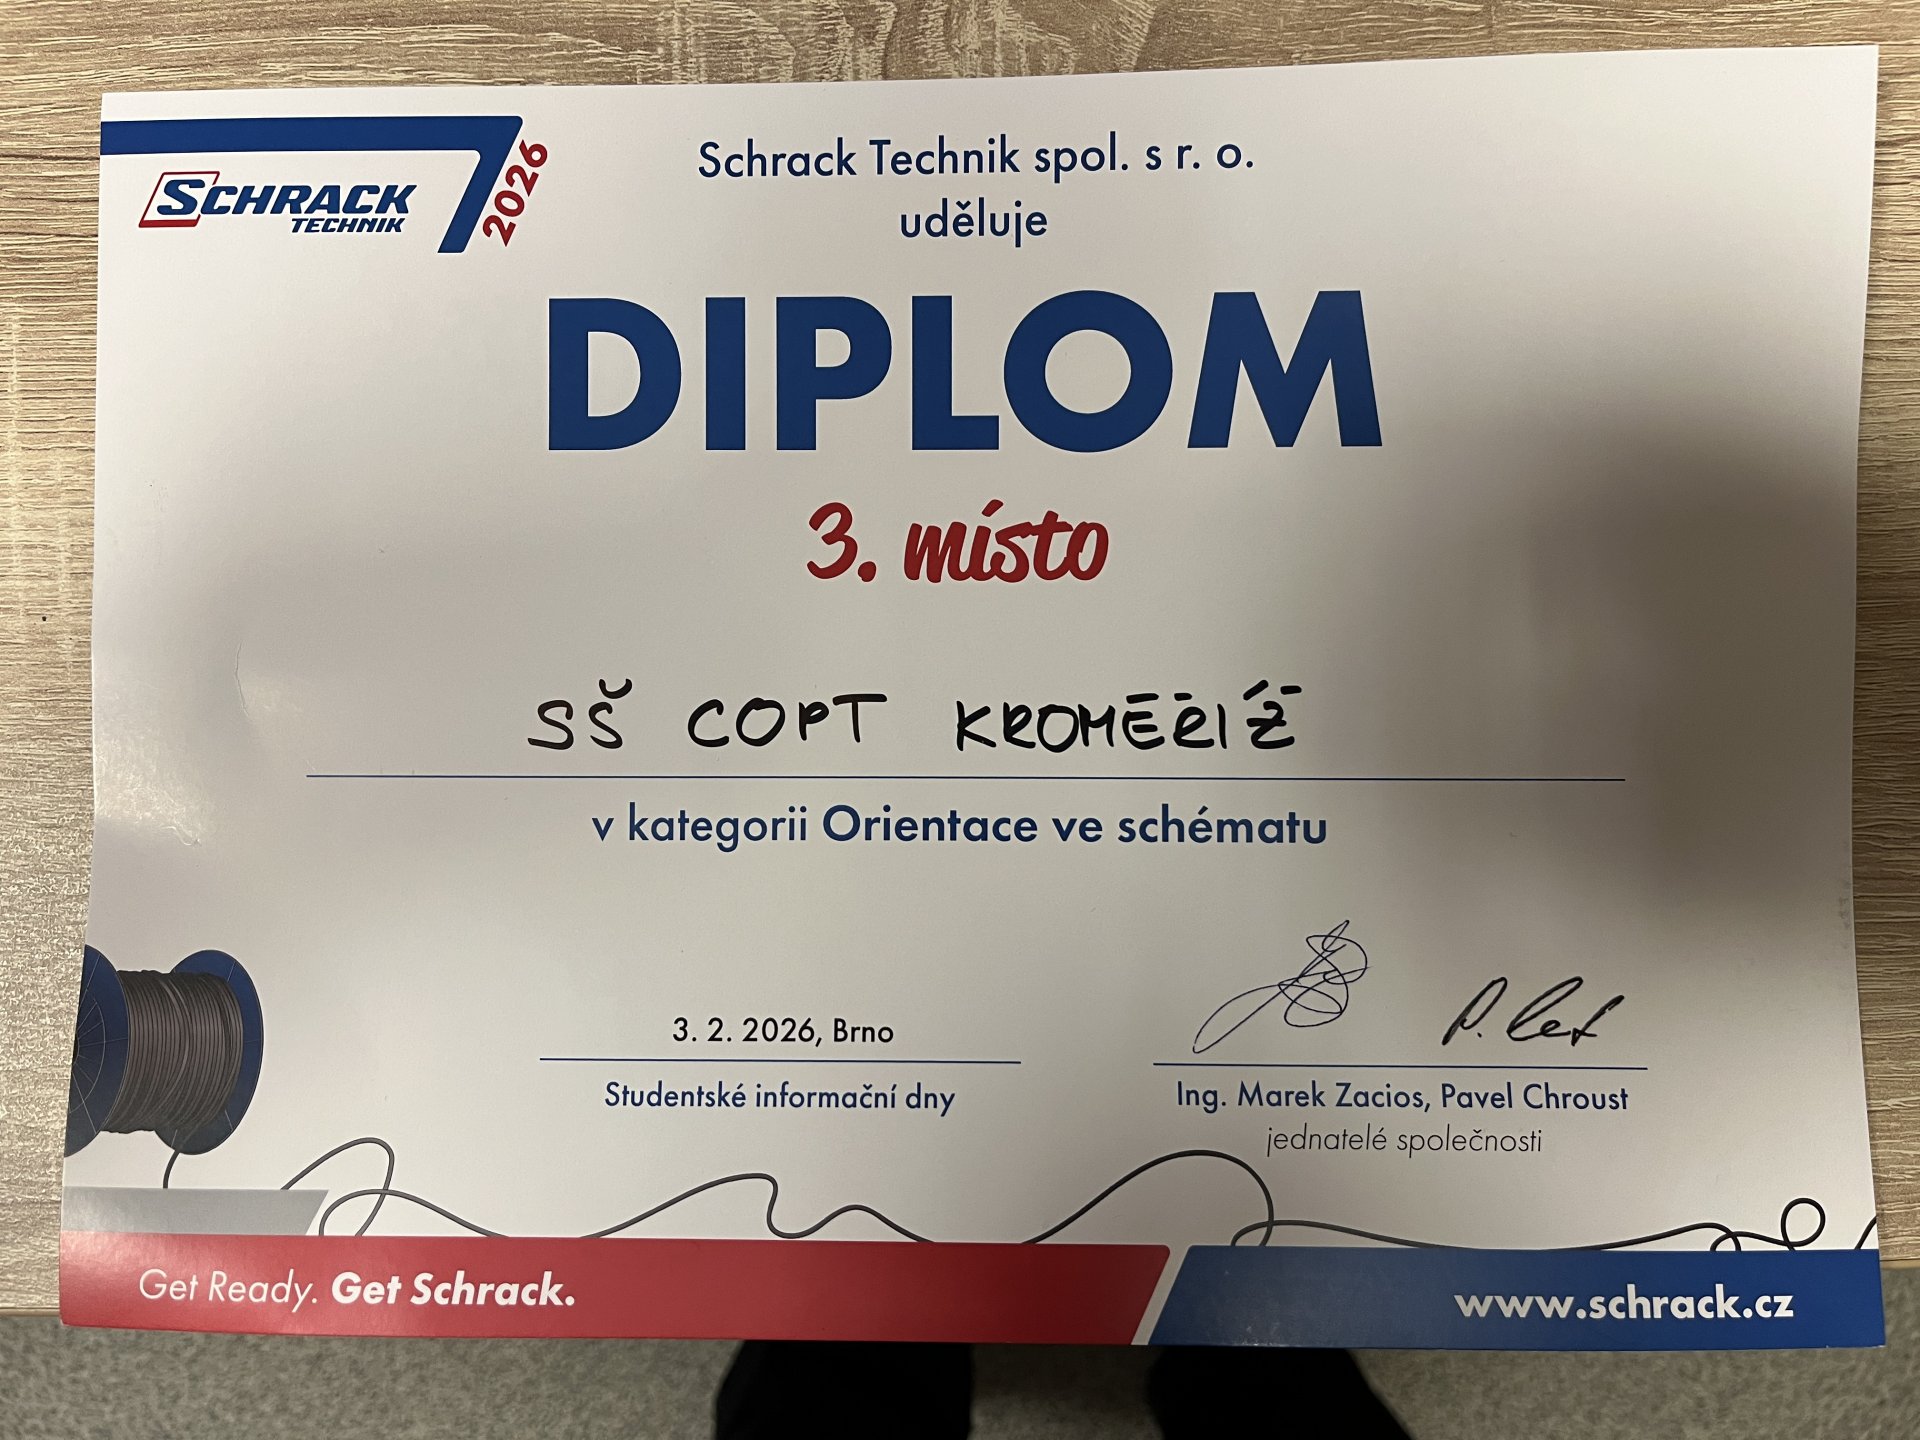 SCHRACK
TECHNIK
2026
Schrack Technik spol. s r. o.
uděluje
DIPLOM
3. místo
SŠ COPT KROMĚŘÍŽ
v kategorii Orientace ve schématu
3. 2. 2026, Brno
Studentské informační dny
Ing. Marek Zacios, Pavel Chroust
jednatelé společnosti
Get Ready. Get Schrack.
www.schrack.cz